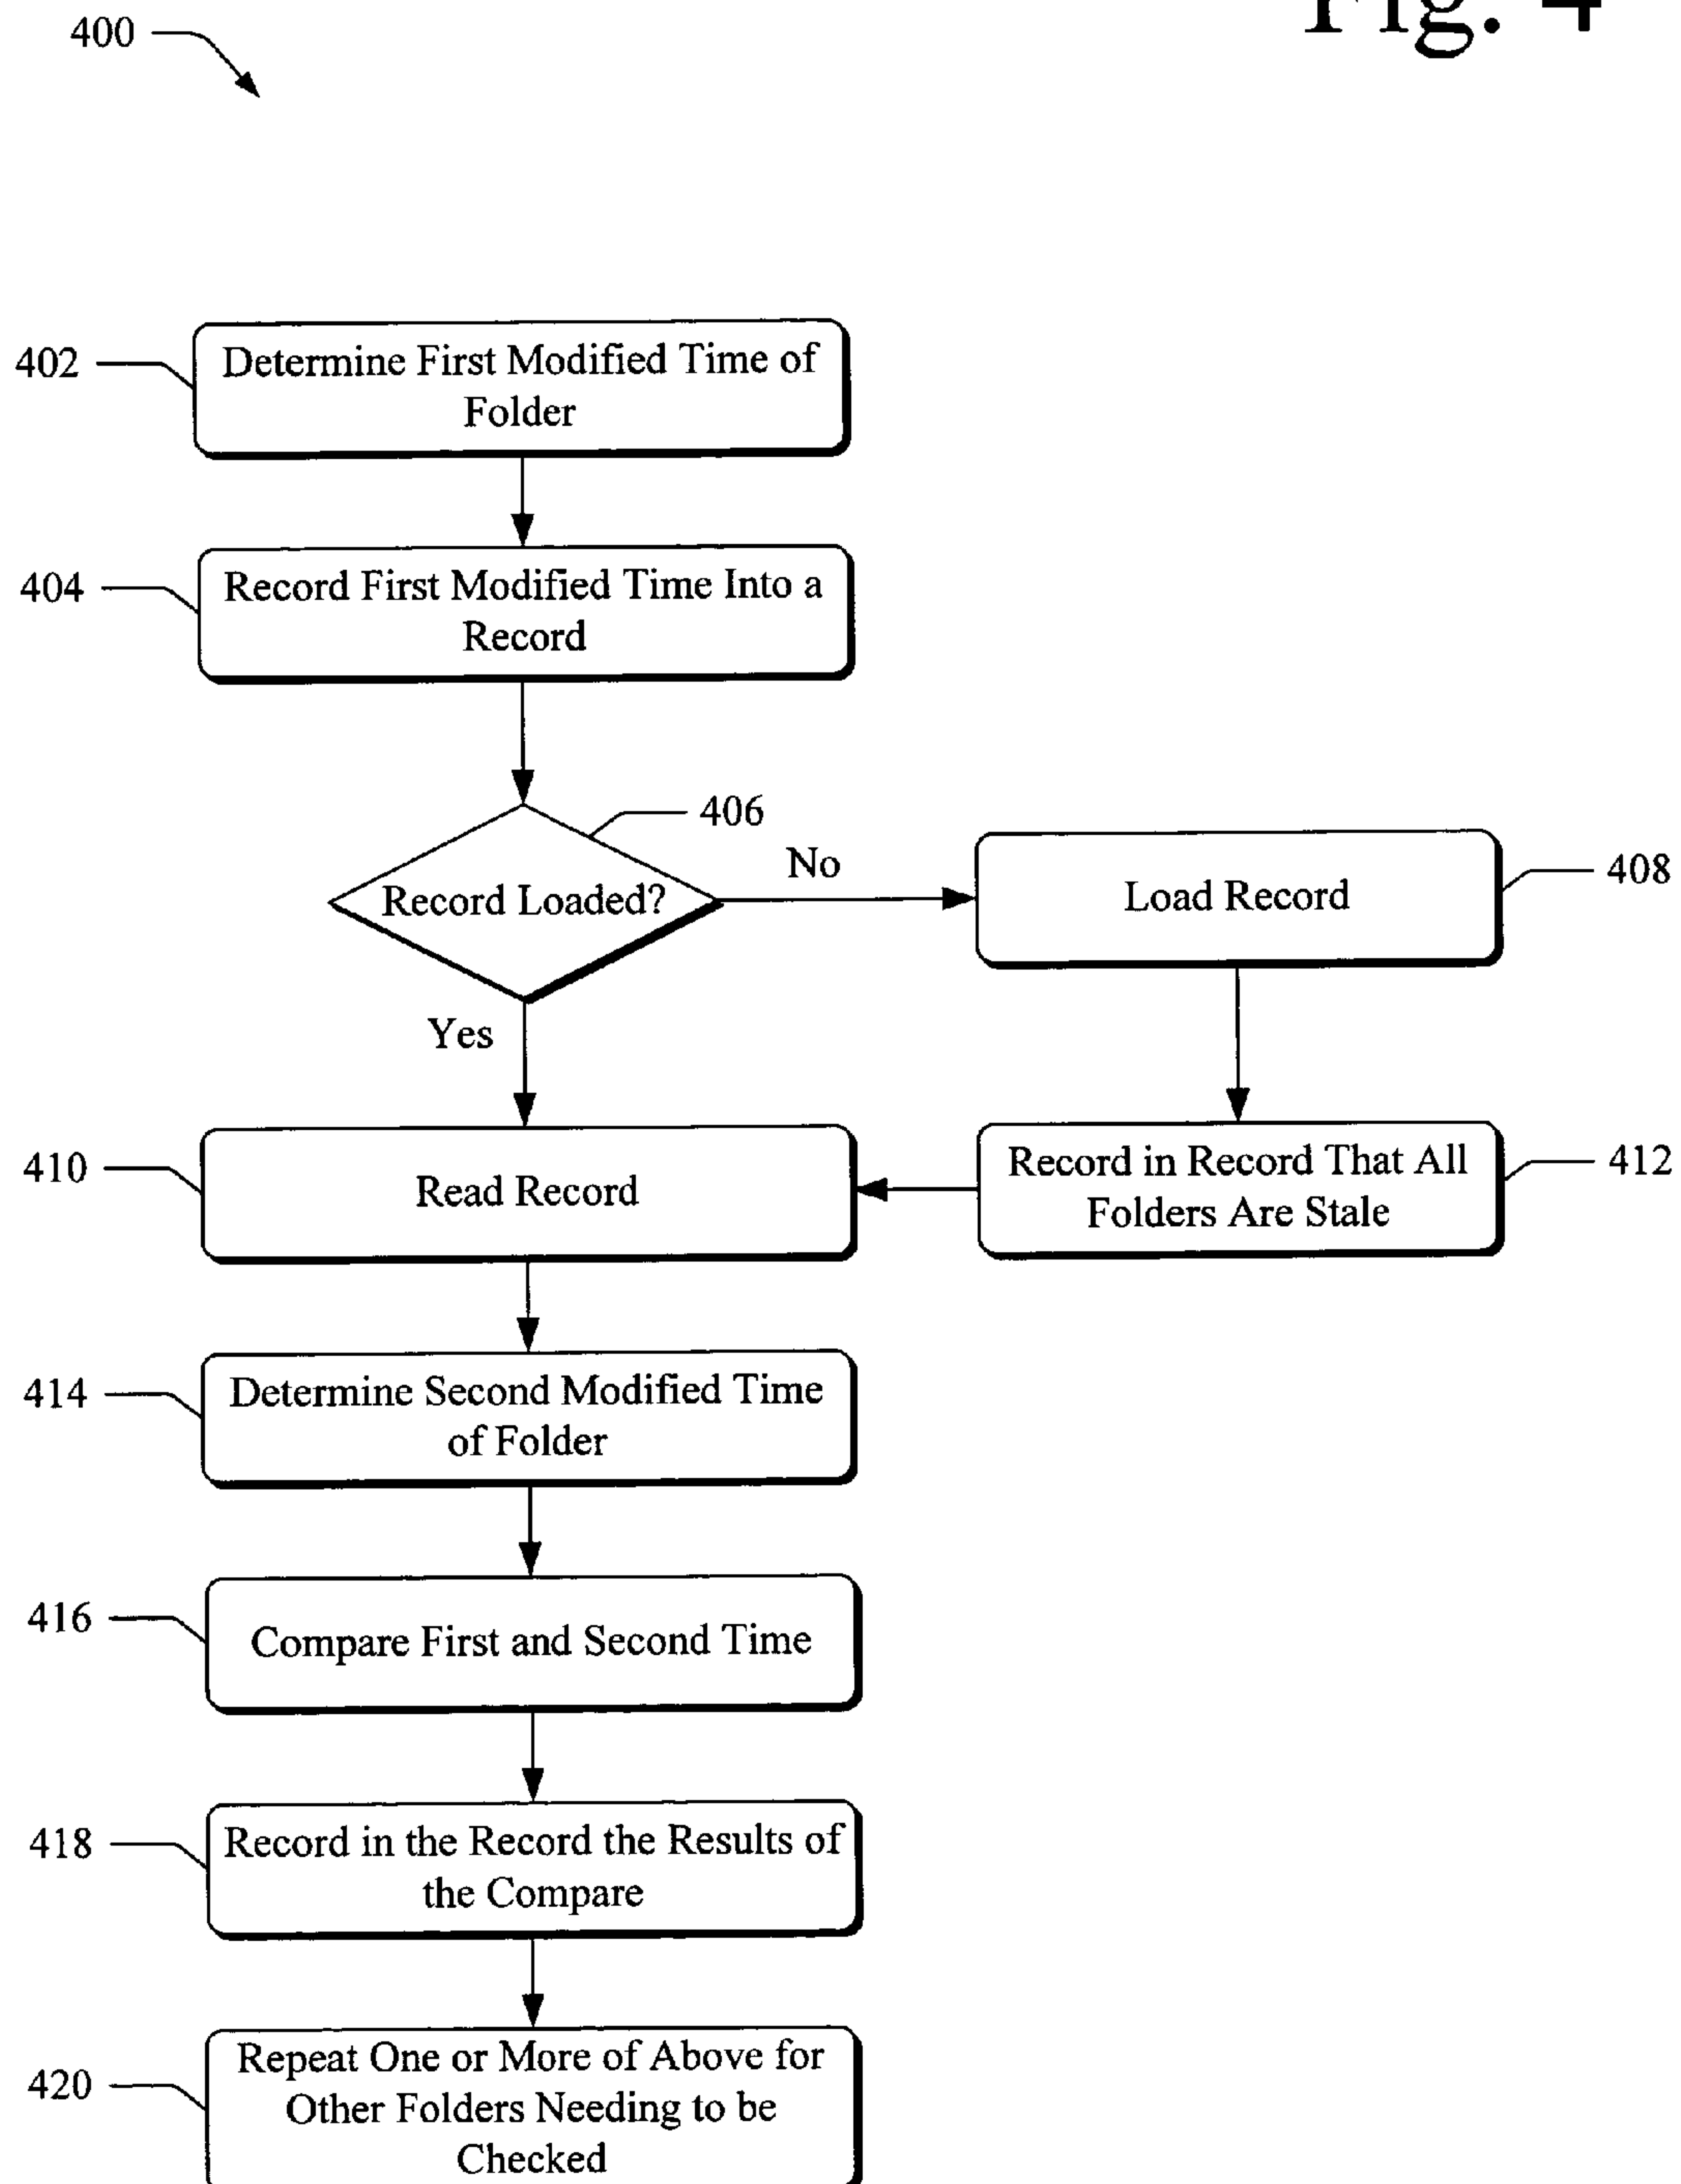 Fig. 4
400
402
Determine First Modified Time of
Folder
404
Record First Modified Time Into a
Record
406
Record Loaded?
No
Load Record
408
Yes
410
Read Record
Record in Record That All
Folders Are Stale
412
414
Determine Second Modified Time
of Folder
416
Compare First and Second Time
418
Record in the Record the Results of
the Compare
420
Repeat One or More of Above for
Other Folders Needing to be
Checked